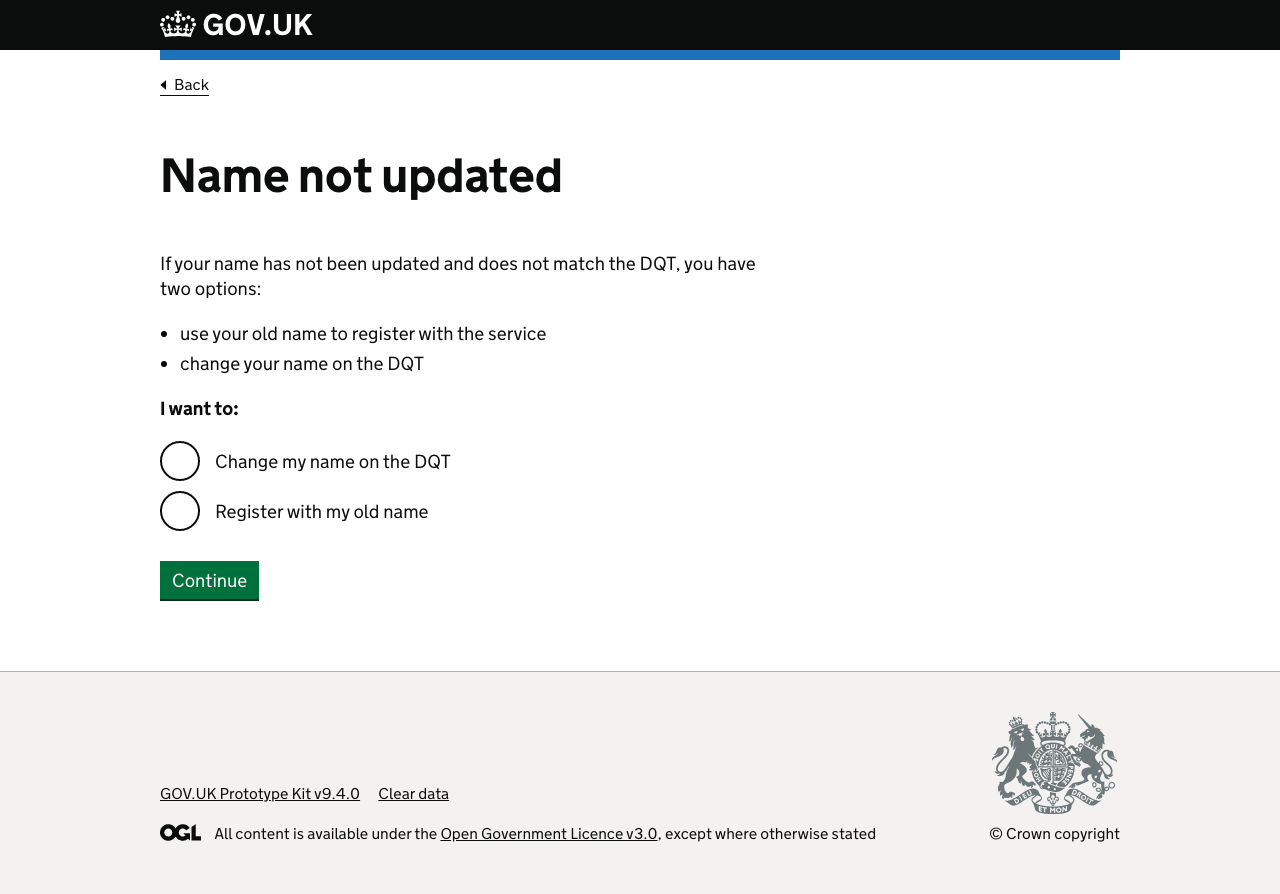 GOV.UK
Back
Name not updated
If your name has not been updated and does not match the DQT, you have
two options:
use your old name to register with the service
change your name on the DQT
I want to:
Change my name on the DQT
Register with my old name
Continue
GOV.UK Prototype Kit v9.4.0 Clear data
OGL All content is available under the Open Government Licence v3.0, except where otherwise stated
© Crown copyright